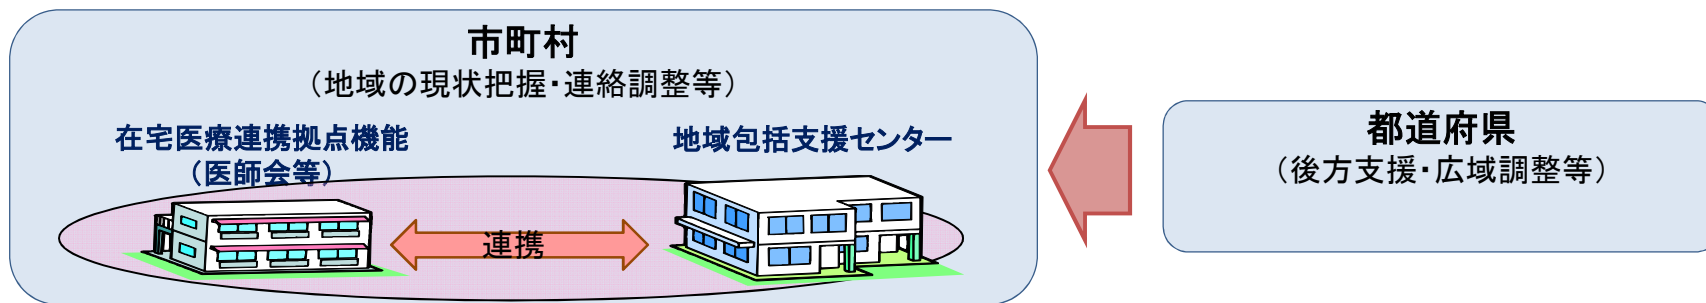 市町村
（地域の現状把握・連絡調整等）
在宅医療連携拠点機能
（医師会等）
地域包括支援センター
連携
都道府県
（後方支援・広域調整等）